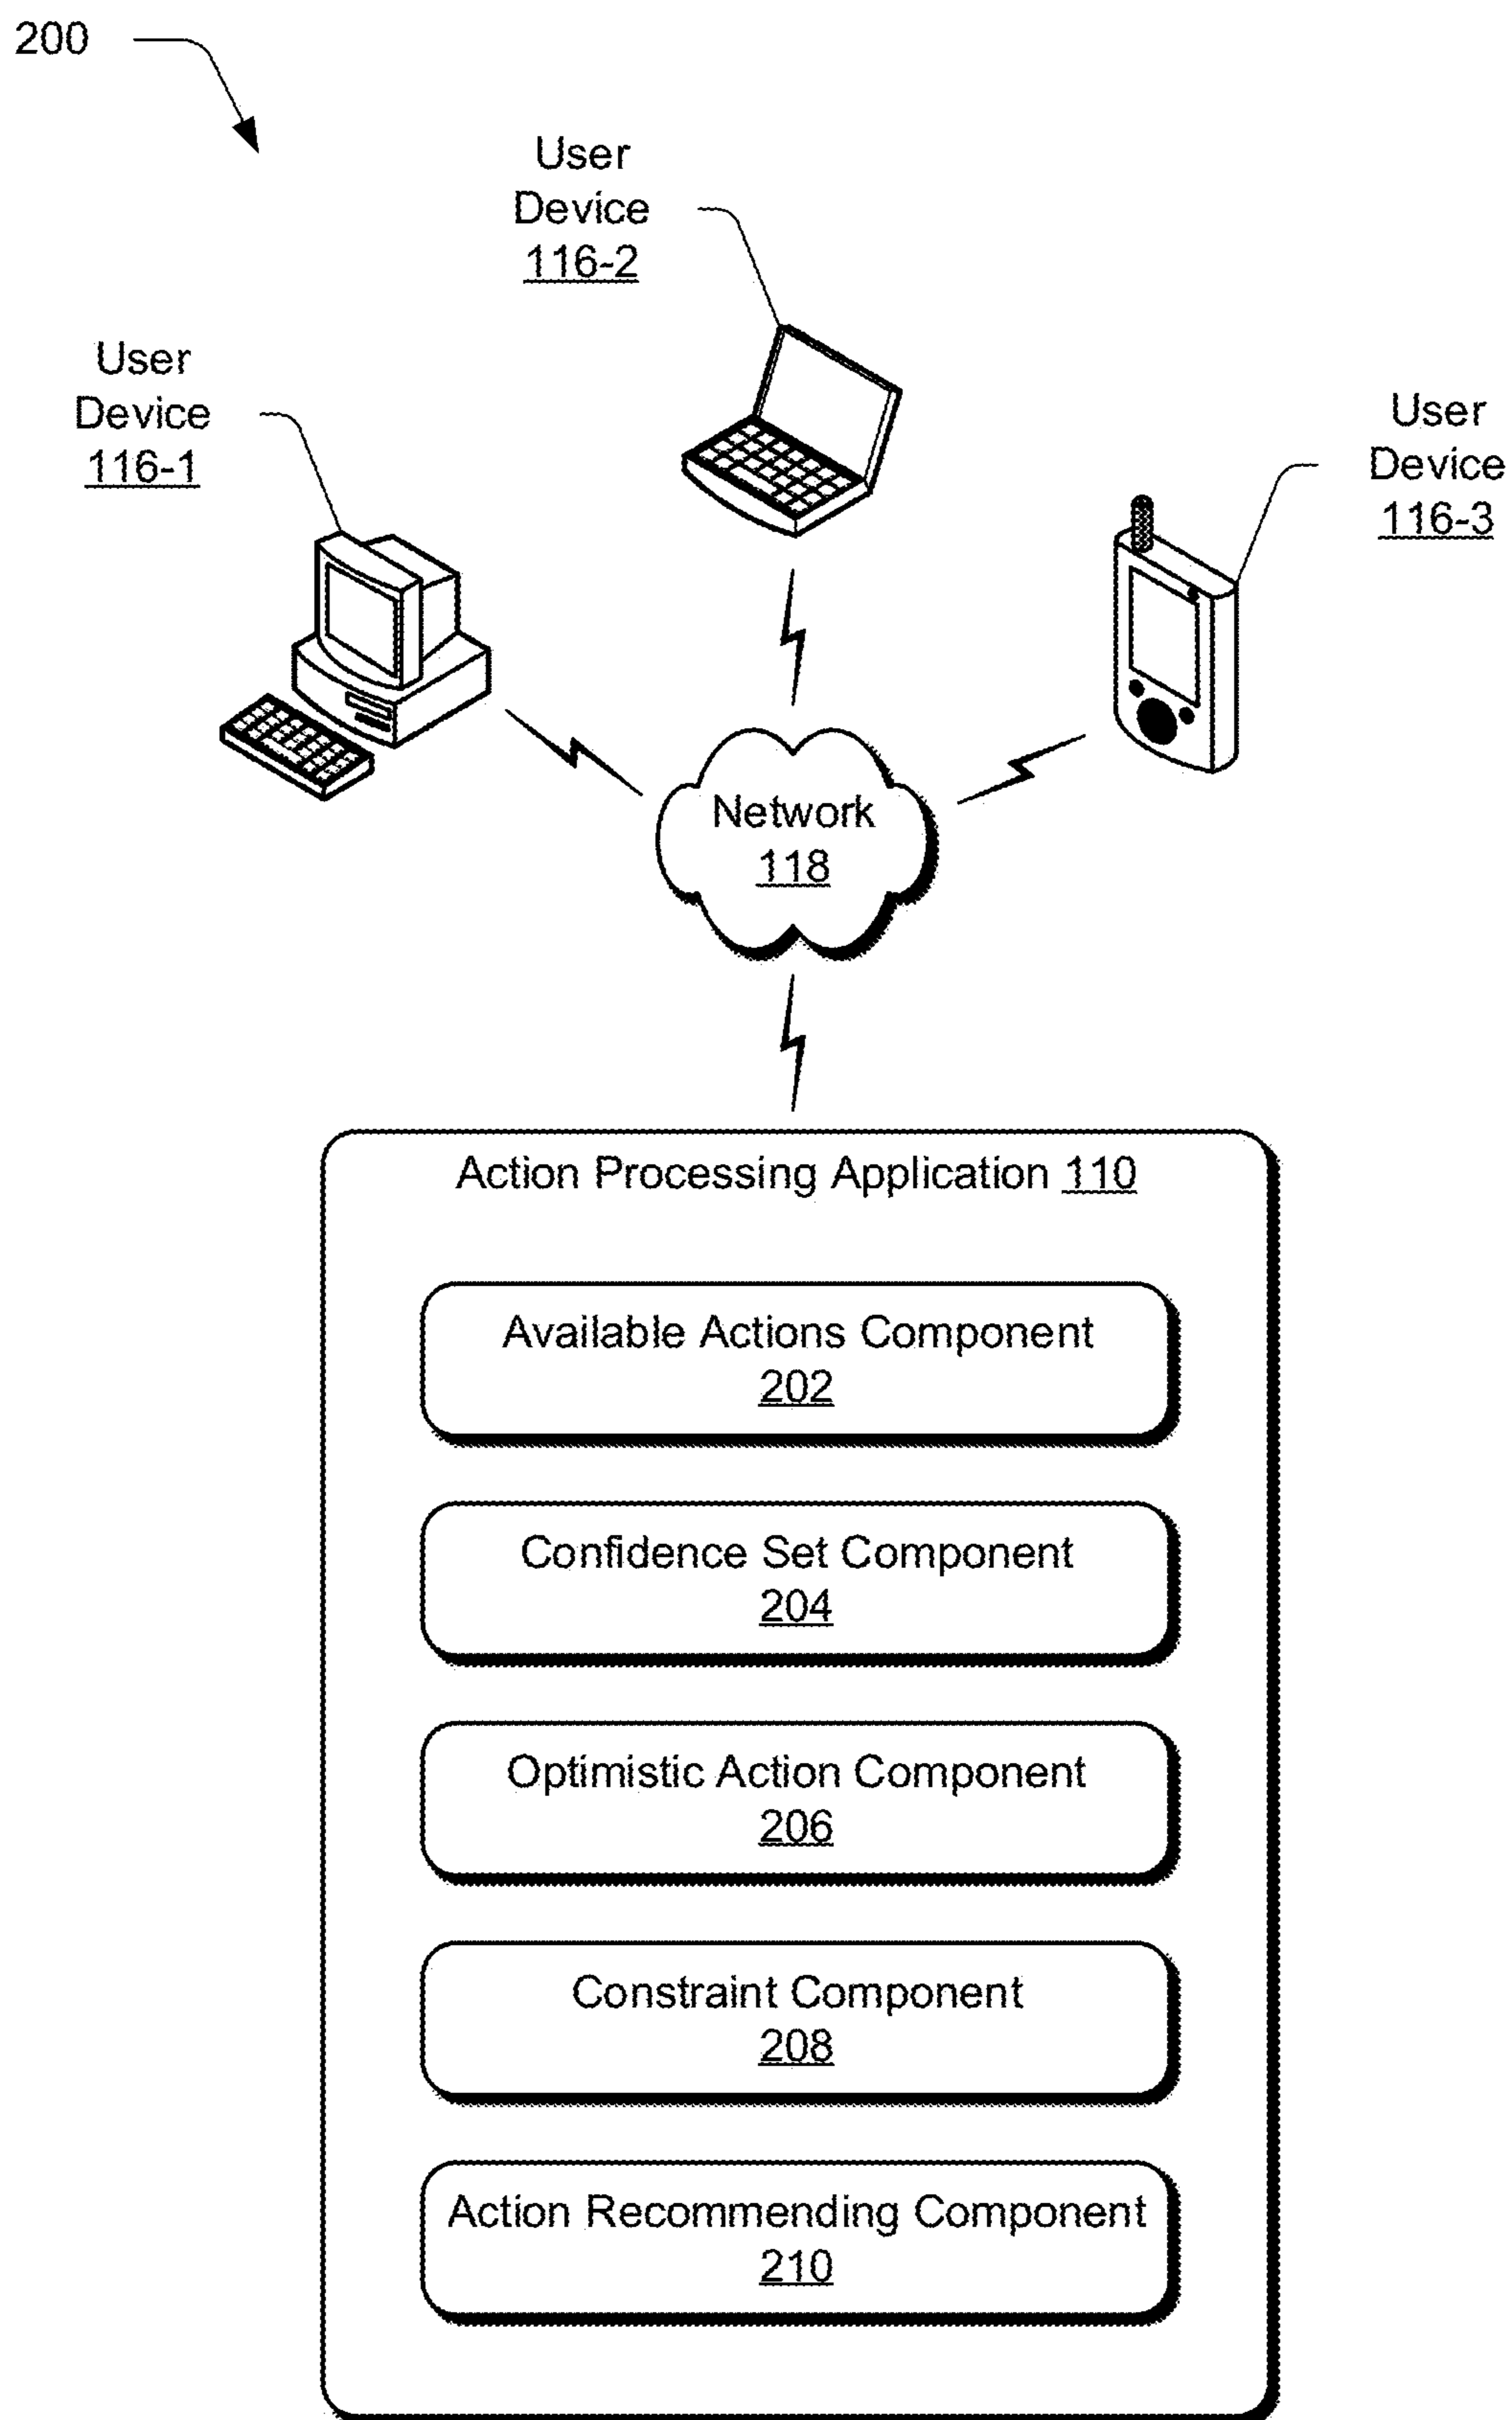 200
User
Device
116-2
User
Device
116-1
User
Device
116-3
Network
118
Action Processing Application 110
Available Actions Component
202
Confidence Set Component
204
Optimistic Action Component
206
Constraint Component
208
Action Recommending Component
210